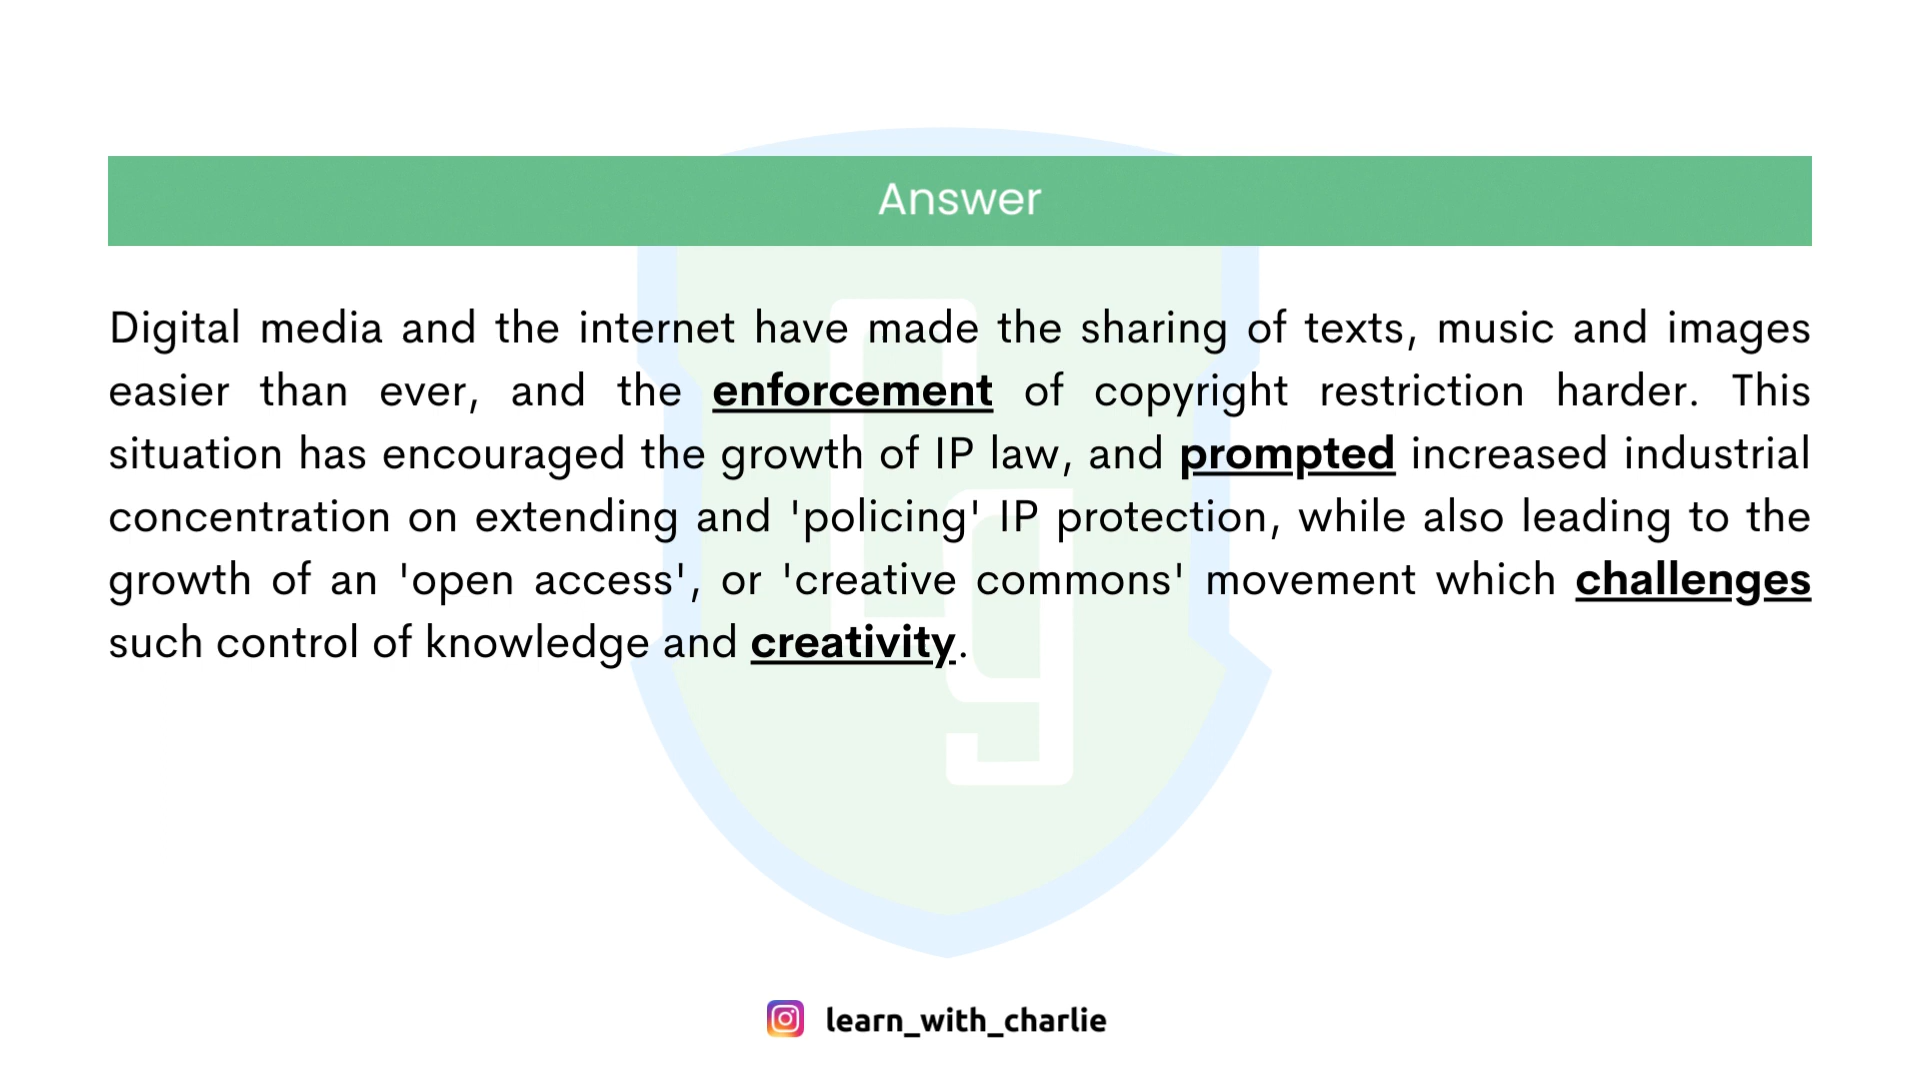 Answer
Digital media and the internet have made the sharing of texts, music and images
easier than ever, and the enforcement of copyright restriction harder. This
situation has encouraged the growth of IP law, and prompted increased industrial
concentration on extending and 'policing' IP protection, while also leading to the
growth of an 'open access', or 'creative commons' movement which challenges
such control of knowledge and creativity.
learn_with_charlie